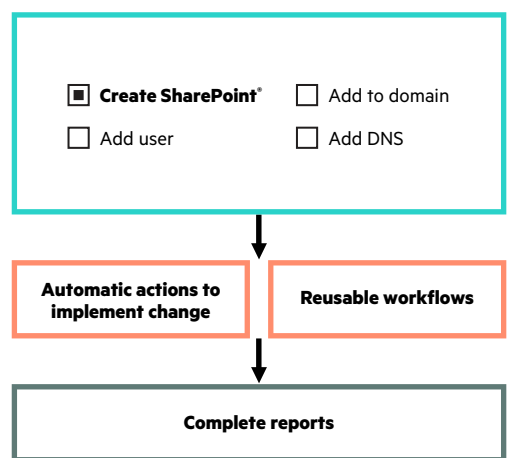 Create SharePoint® Add to domain
Add user Add DNS
Automatic actions to
implement change
Reusable workflows
Complete reports